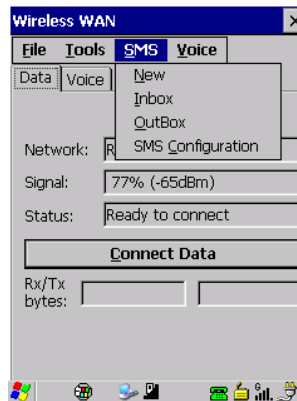 Wireless WAN
File Tools SMS Voice
Data Voice
New
Inbox
OutBox
SMS Configuration
Network: R
Signal: 77% (-65dBm)
Status: Ready to connect
Connect Data
Rx/Tx
bytes:
G